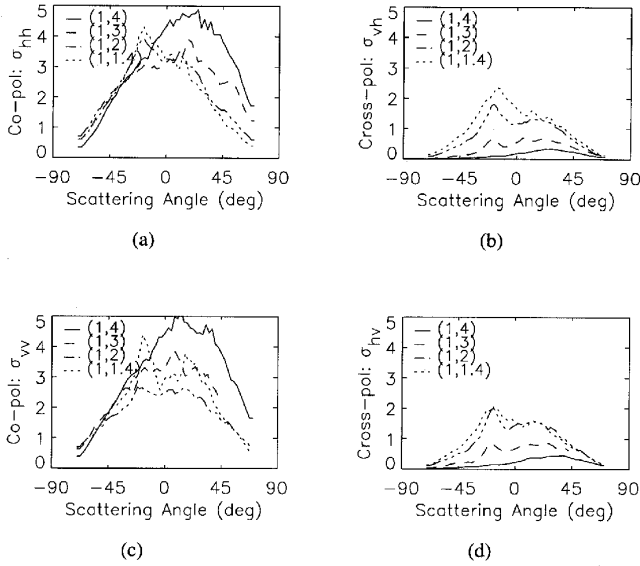 Co-pol: σhh
5
4
3
2
1
0
(1,4)
(1,3)
(1,2)
(1,1.4)
-90 -45 0 45 90
Scattering Angle (deg)
(a)
Cross-pol: σvh
5
4
3
2
1
0
(1,4)
(1,3)
(1,2)
(1,1.4)
-90 -45 0 45 90
Scattering Angle (deg)
(b)
Co-pol: σvv
5
4
3
2
1
0
(1,4)
(1,3)
(1,2)
(1,1.4)
-90 -45 0 45 90
Scattering Angle (deg)
(c)
Cross-pol: σhv
5
4
3
2
1
0
(1,4)
(1,3)
(1,2)
(1,1.4)
-90 -45 0 45 90
Scattering Angle (deg)
(d)